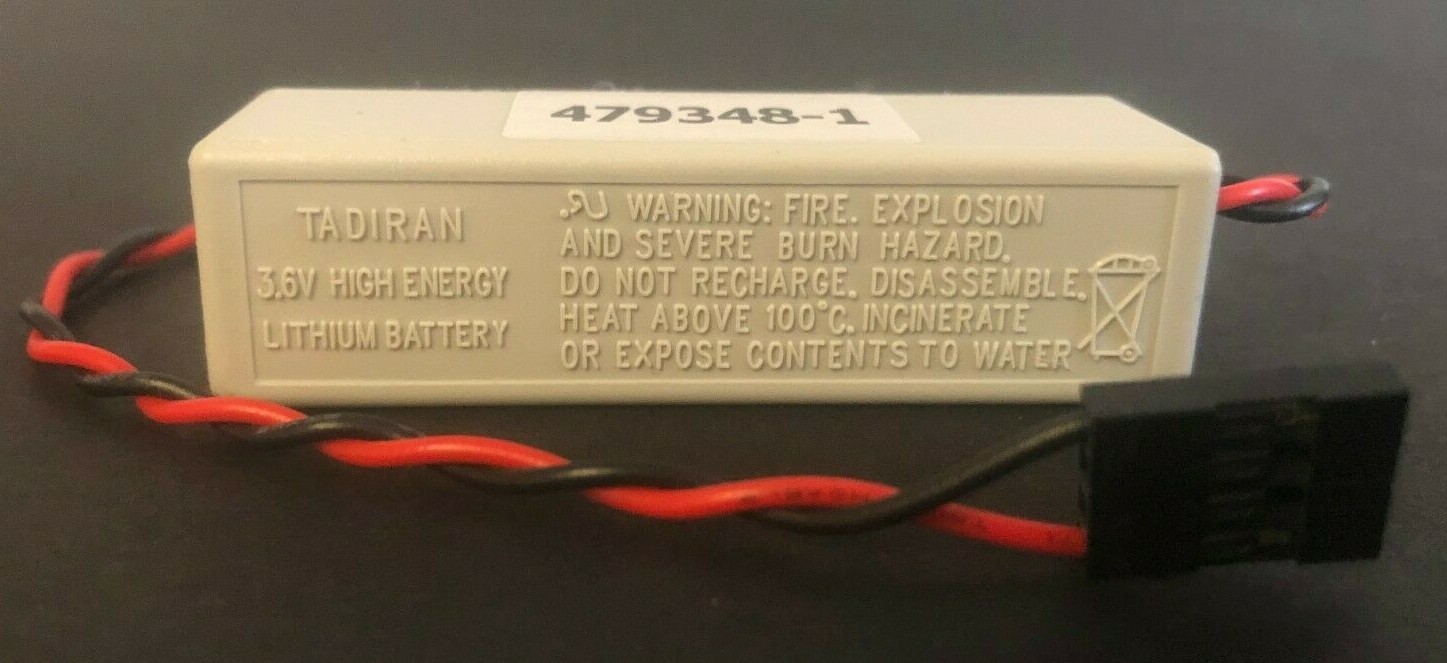 479348-1
TADIRAN
3.6V HIGH ENERGY
LITHIUM BATTERY
WARNING: FIRE. EXPLOSION
AND SEVERE BURN HAZARD.
DO NOT RECHARGE. DISASSEMBLE.
HEAT ABOVE 100°C. INCINERATE
OR EXPOSE CONTENTS TO WATER